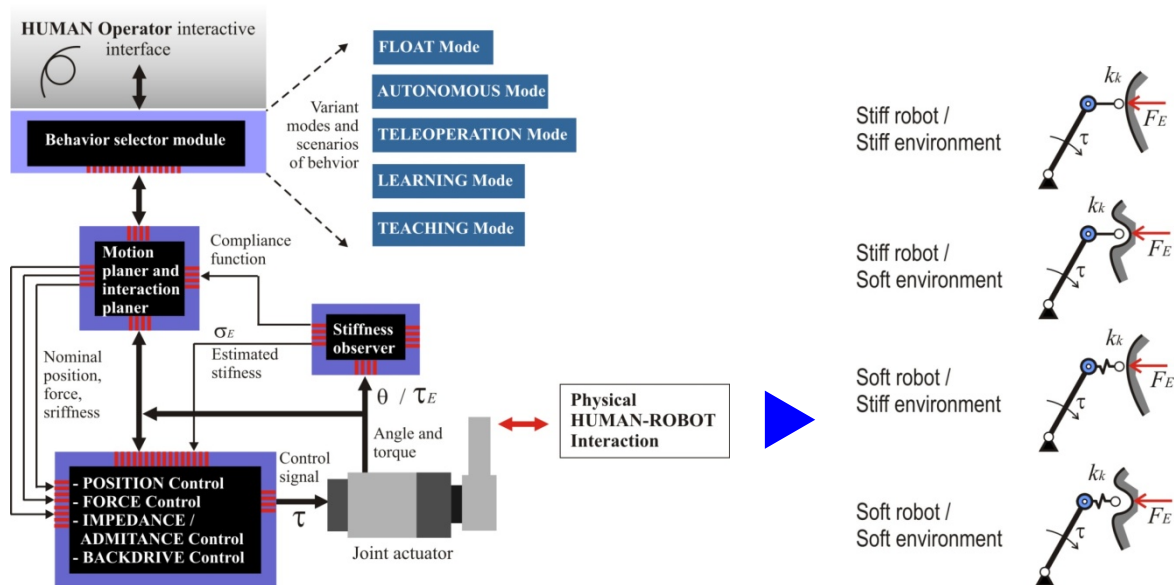 HUMAN Operator interactive
interface
Behavior selector module
Variant
modes and
scenarios
of behvior
FLOAT Mode
AUTONOMOUS Mode
TELEOPERATION Mode
LEARNING Mode
TEACHING Mode
Motion
planer and
interaction
planer
Compliance
function
Stiffness
observer
σE
Estimated
stifness
Nominal
position,
force,
sriffness
θ / τE
Angle and
torque
Physical
HUMAN-ROBOT
Interaction
- POSITION Control
- FORCE Control
- IMPEDANCE /
ADMITANCE Control
- BACKDRIVE Control
Control
signal
τ
Joint actuator
Stiff robot /
Stiff environment
kk
FE
τ
Stiff robot /
Soft environment
kk
FE
τ
Soft robot /
Stiff environment
kk
FE
τ
Soft robot /
Soft environment
kk
FE
τ